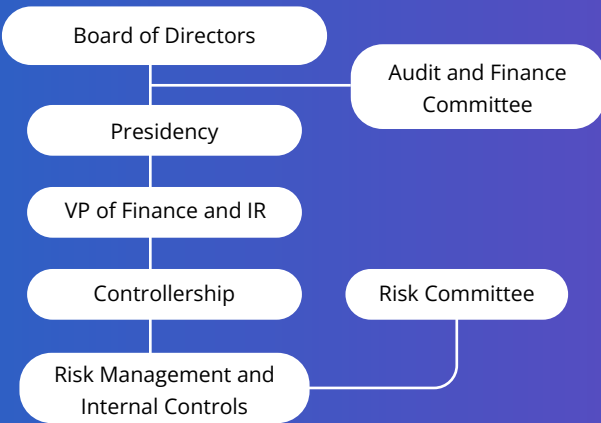 Board of Directors
Audit and Finance
Committee
Presidency
VP of Finance and IR
Controllership
Risk Committee
Risk Management and
Internal Controls